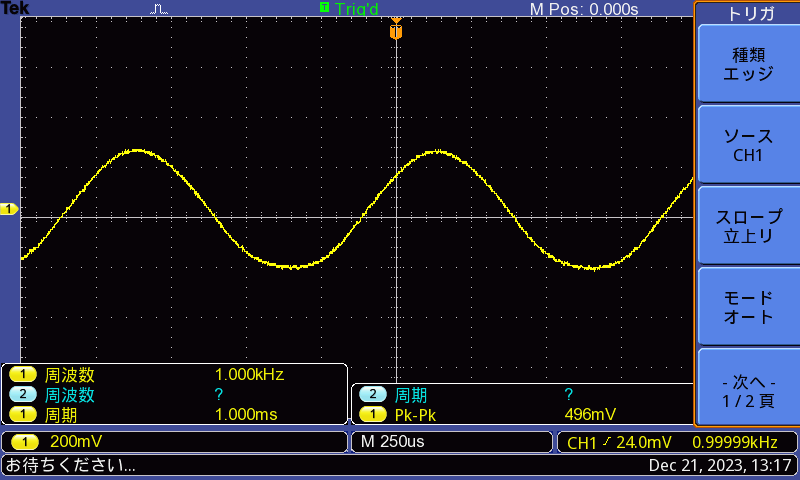 Tek
T Trig'd
M Pos: 0.000s
トリガ
T
種類
エッジ
ソース
CH1
スロープ
立上り
モード
オート
- 次へ -
1 / 2 頁
1
1 周波数 1.000kHz
2 周波数 ?
1 周期 1.000ms
2 周期 ?
1 Pk-Pk 496mV
1 200mV
M 250us
CH1 24.0mV 0.99999kHz
お待ちください...
Dec 21, 2023, 13:17